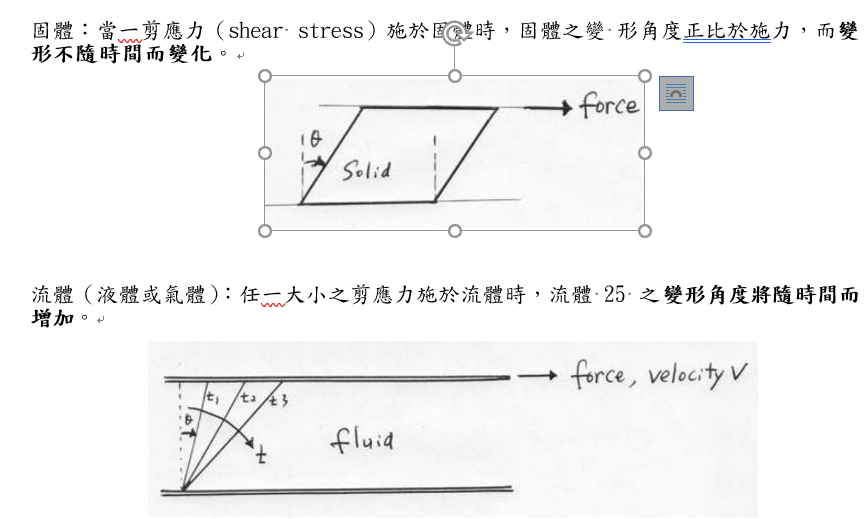 固體：當一剪應力（shear stress）施於固體時，固體之變 形角度正比於施力，而變
形不隨時間而變化。
force
θ
Solid
流體（液體或氣體）：任一大小之剪應力施於流體時，流體 25 之變形角度將隨時間而
增加。
force, velocity V
t₁ t₂ t3
θ
fluid
t